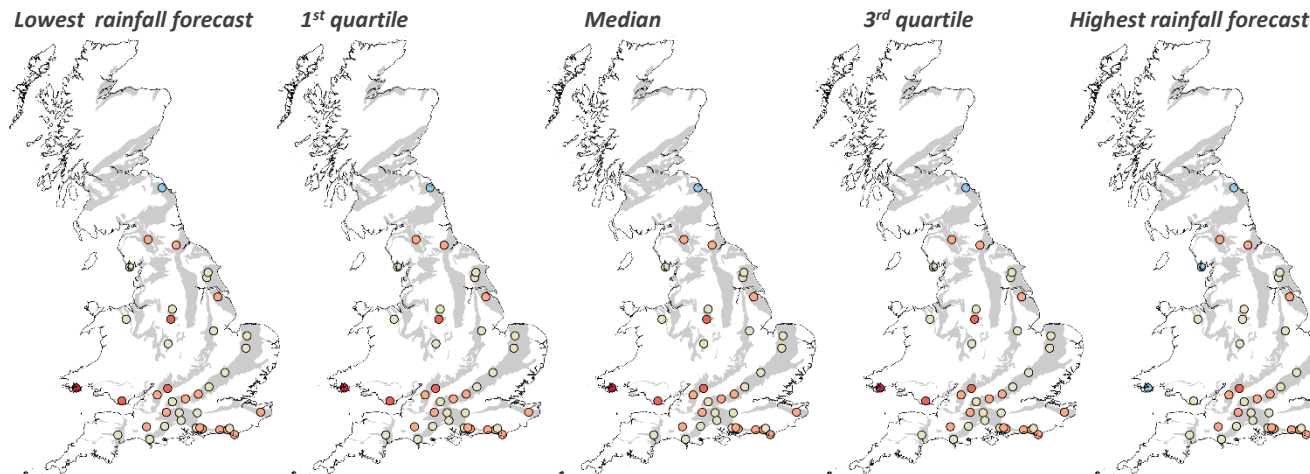 Lowest rainfall forecast
1st quartile
Median
3rd quartile
Highest rainfall forecast